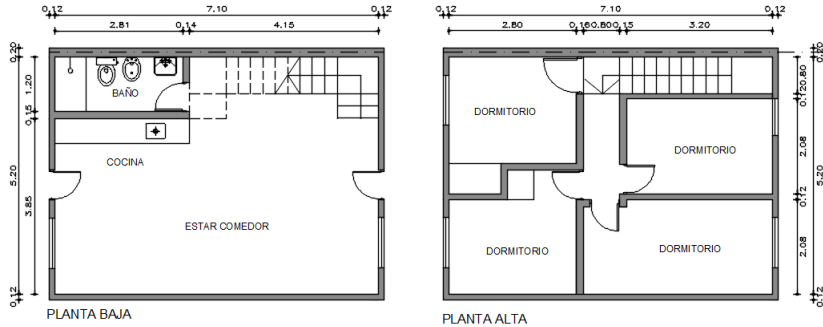 0.12 7.10 0.12
2.81 0.14 4.15
0.20
1.20
0.15
5.20
3.85
0.12
BAÑO
COCINA
ESTAR COMEDOR
PLANTA BAJA
0.12 7.10 0.12
2.80 0.15 3.20
DORMITORIO
DORMITORIO
DORMITORIO
DORMITORIO
0.20
0.80
0.12
2.08
5.20
0.12
2.08
0.12
PLANTA ALTA